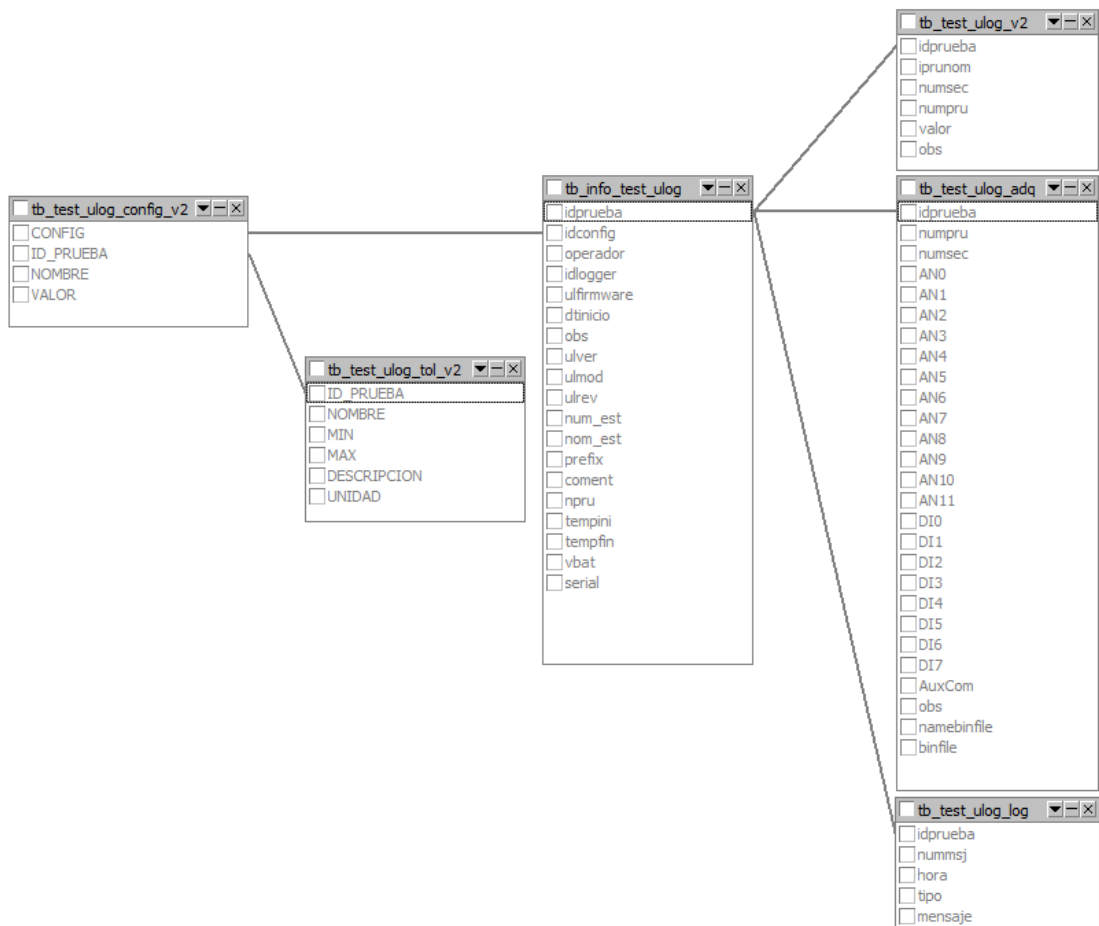 tb_test_ulog_config_v2
CONFIG
ID_PRUEBA
NOMBRE
VALOR
tb_test_ulog_tol_v2
ID_PRUEBA
NOMBRE
MIN
MAX
DESCRIPCION
UNIDAD
tb_info_test_ulog
idprueba
idconfig
operador
idlogger
ulfirmware
dtinicio
obs
ulver
ulmod
ulrev
num_est
nom_est
prefix
coment
npru
tempini
tempfin
vbat
serial
tb_test_ulog_v2
idprueba
iprunom
numsec
numpru
valor
obs
tb_test_ulog_adq
idprueba
numpru
numsec
AN0
AN1
AN2
AN3
AN4
AN5
AN6
AN7
AN8
AN9
AN10
AN11
DI0
DI1
DI2
DI3
DI4
DI5
DI6
DI7
AuxCom
obs
namebinfile
binfile
tb_test_ulog_log
idprueba
nummsj
hora
tipo
mensaje